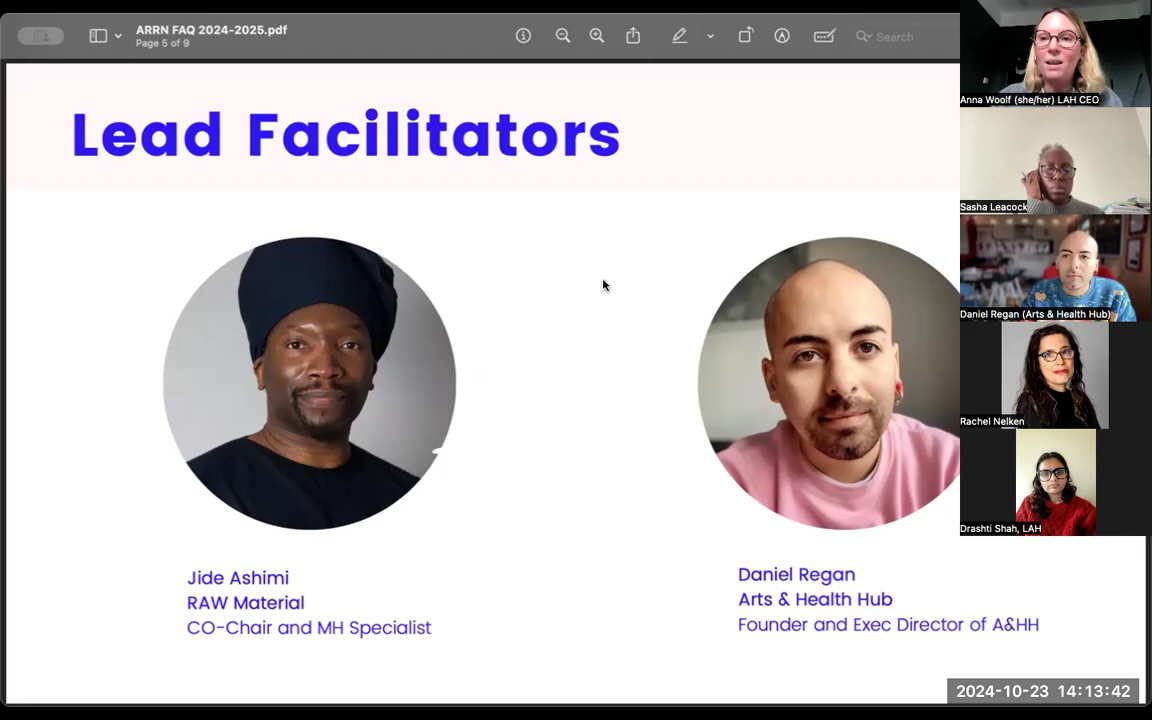 ARRN FAQ 2024-2025.pdf
Page 5 of 9
Search
Lead Facilitators
Jide Ashimi
RAW Material
CO-Chair and MH Specialist
Daniel Regan
Arts & Health Hub
Founder and Exec Director of A&HH
Anna Woolf (she/her) LAH CEO
Sasha Leacock
Daniel Regan (Arts & Health Hub)
Rachel Nelken
Drashti Shah, LAH
2024-10-23 14:13:42